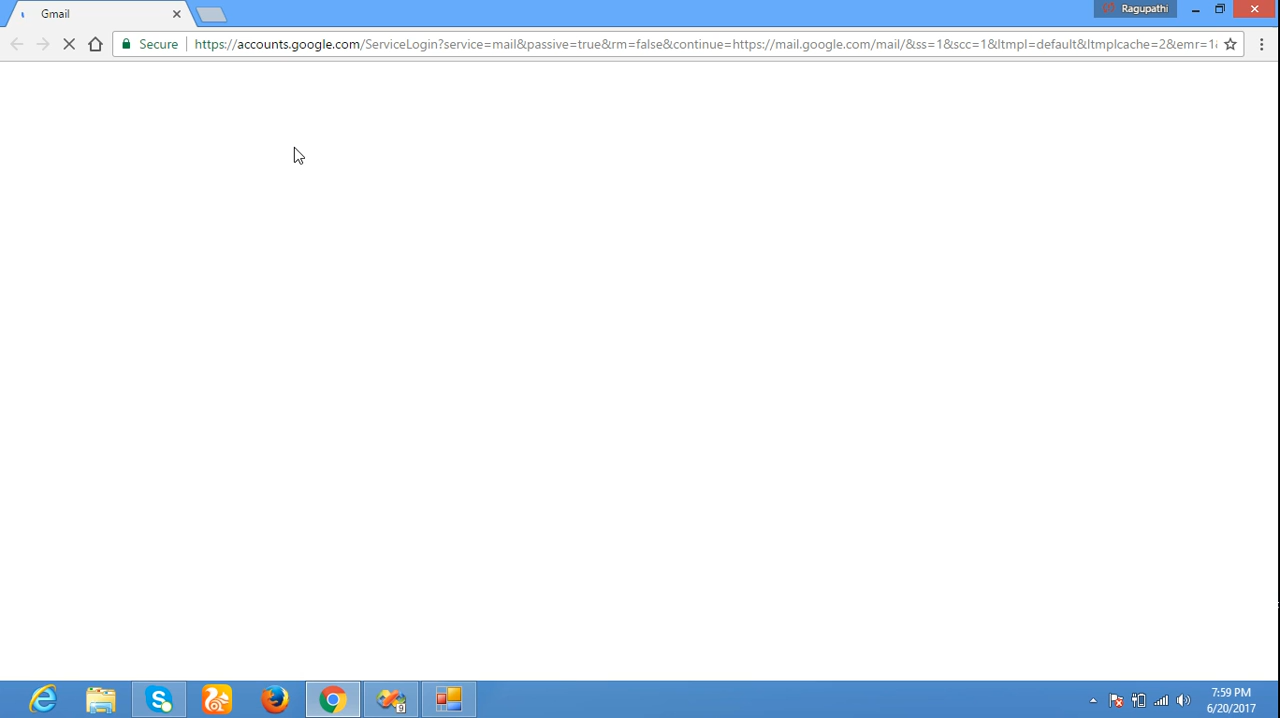 Gmail
Ragupathi
Secure
https://accounts.google.com/ServiceLogin?service=mail&passive=true&rm=false&continue=https://mail.google.com/mail/&ss=1&scc=1&ltmpl=default&ltmplcache=2&emr=1
7:59 PM
6/20/2017